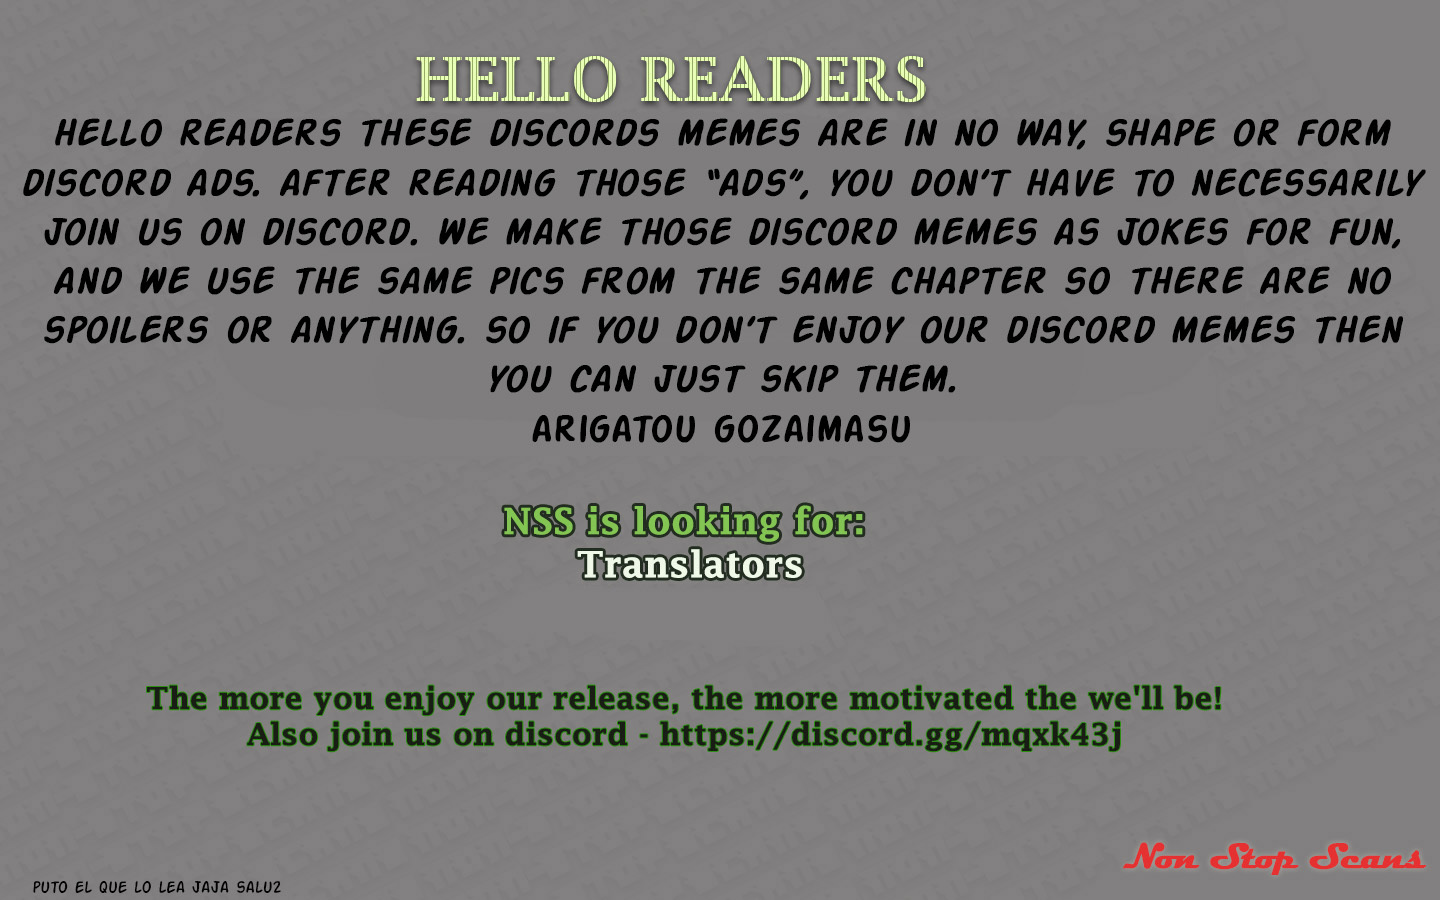 HELLO READERS
HELLO READERS THESE DISCORDS MEMES ARE IN NO WAY, SHAPE OR FORM
DISCORD ADS. AFTER READING THOSE "ADS", YOU DON'T HAVE TO NECESSARILY
JOIN US ON DISCORD. WE MAKE THOSE DISCORD MEMES AS JOKES FOR FUN,
AND WE USE THE SAME PICS FROM THE SAME CHAPTER SO THERE ARE NO
SPOILERS OR ANYTHING. SO IF YOU DON'T ENJOY OUR DISCORD MEMES THEN
YOU CAN JUST SKIP THEM.
ARIGATOU GOZAIMASU
NSS is looking for:
Translators
The more you enjoy our release, the more motivated the we'll be!
Also join us on discord - https://discord.gg/mqxk43j
Non Stop Scans
PUTO EL QUE LO LEA JAJA SALU2